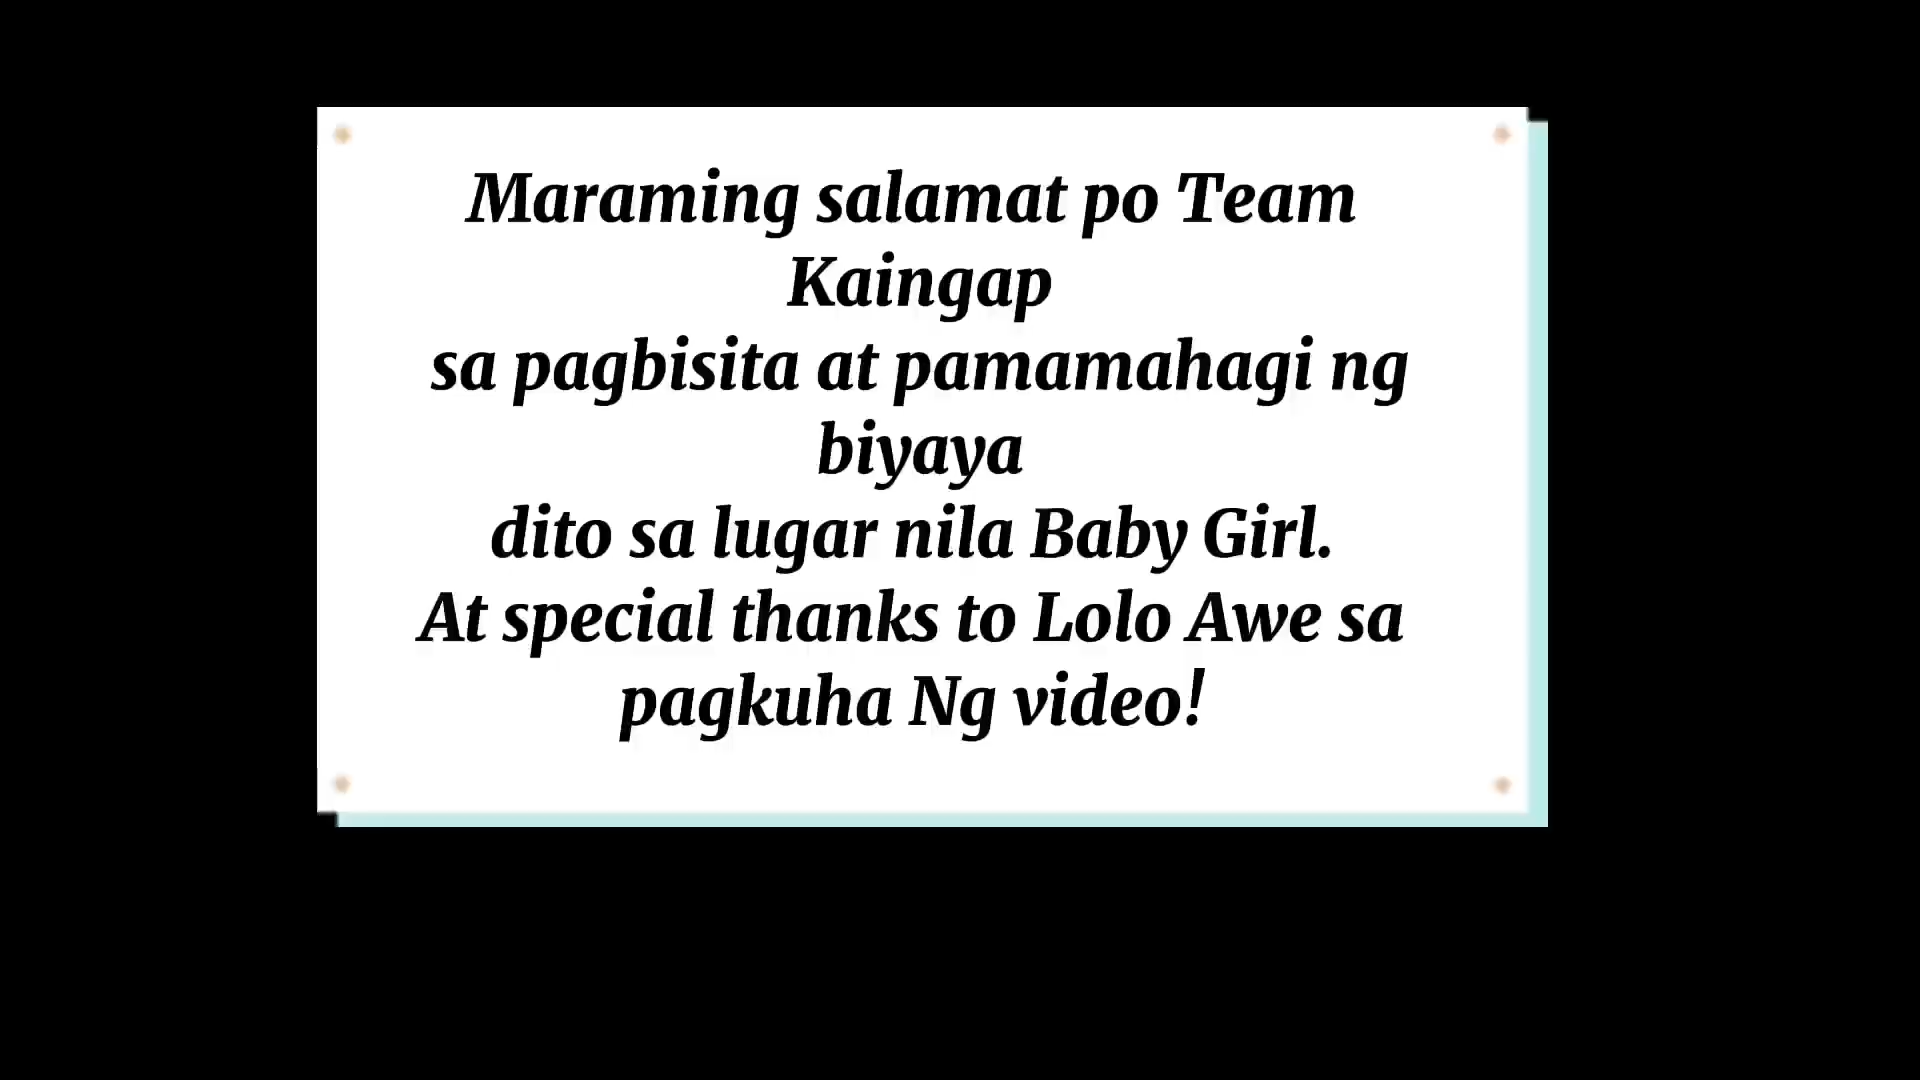 Maraming salamat po Team
Kaingap
sa pagbisita at pamamahagi ng
biyaya
dito sa lugar nila Baby Girl.
At special thanks to Lolo Awe sa
pagkuha Ng video!